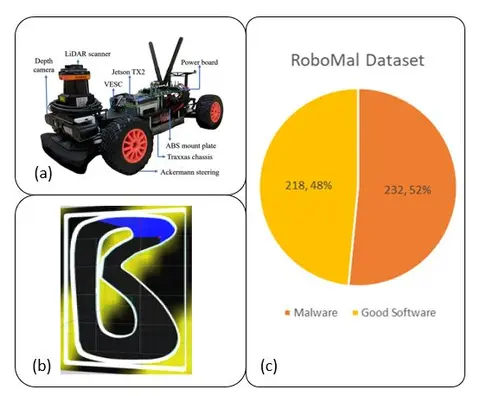 LiDAR scanner
Depth
camera
Jetson TX2
VESC
Power board
ABS mount plate
Traxxas chassis
Ackermann steering
(a)
(b)
RoboMal Dataset
218, 48%
232, 52%
Malware
Good Software
(c)